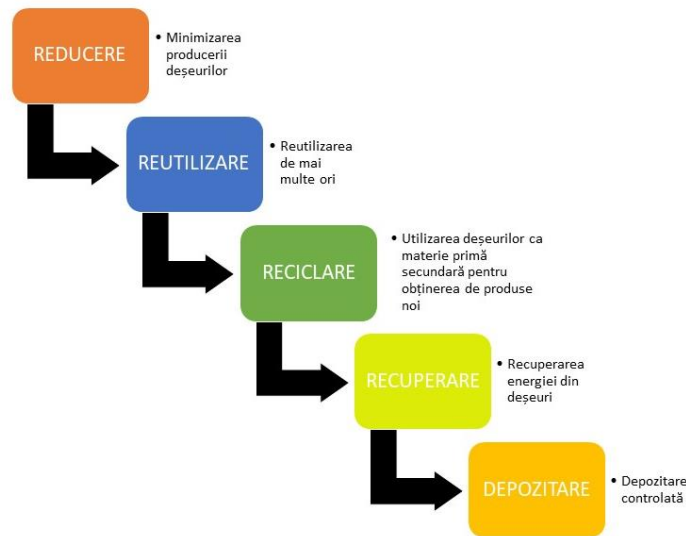 REDUCERE
• Minimizarea
producerii
deșeurilor
REUTILIZARE
• Reutilizarea
de mai
multe ori
RECICLARE
• Utilizarea deșeurilor ca
materie primă
secundară pentru
obținerea de produse
noi
RECUPERARE
• Recuperarea
energiei din
deșeuri
DEPOZITARE
• Depozitare
controlată